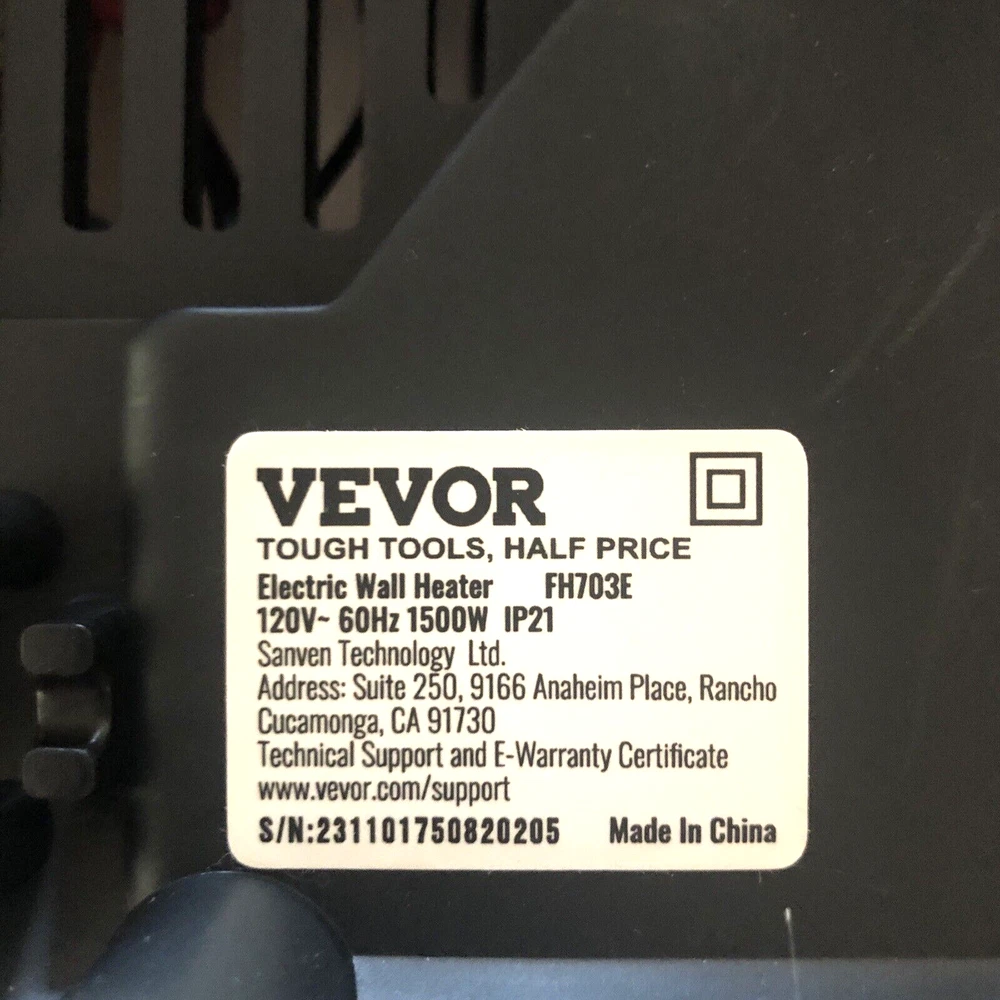 VEVOR
TOUGH TOOLS, HALF PRICE
Electric Wall Heater FH703E
120V~ 60Hz 1500W IP21
Sanven Technology Ltd.
Address: Suite 250, 9166 Anaheim Place, Rancho
Cucamonga, CA 91730
Technical Support and E-Warranty Certificate
www.vevor.com/support
S/N:231101750820205 Made In China